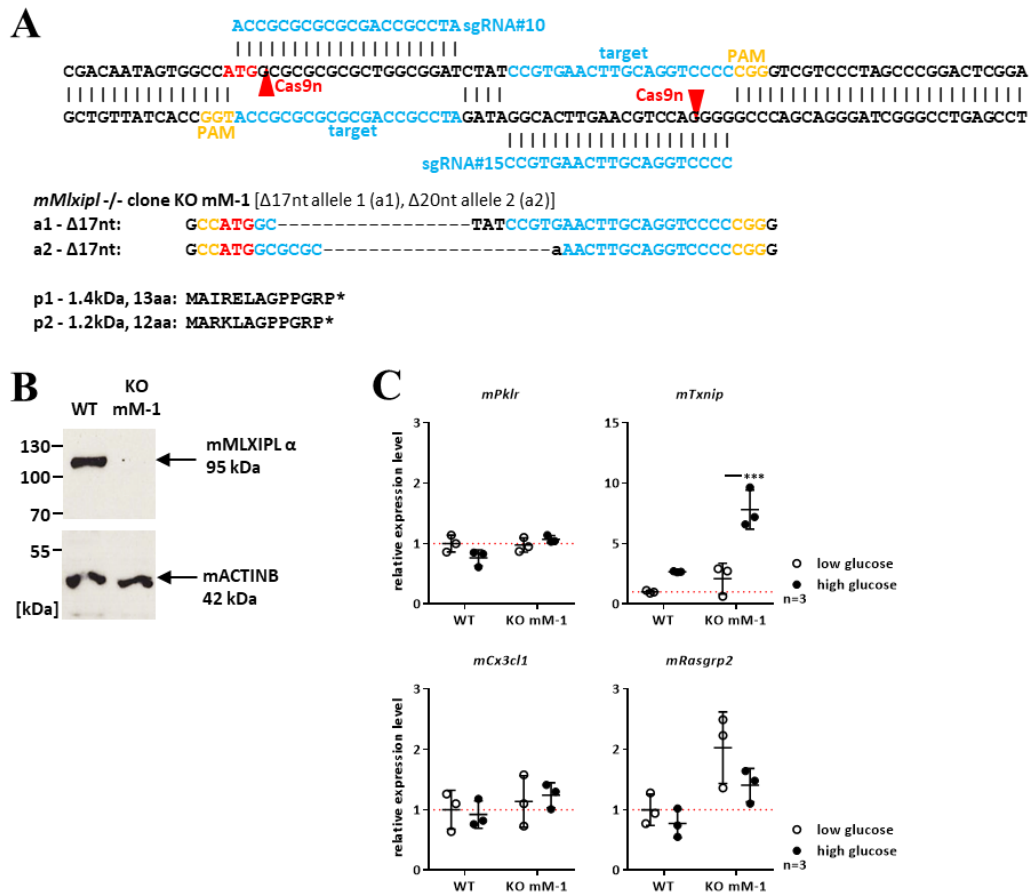 A
ACCGCGCGCGCGACCGCCTA sgRNA#10
target
PAM
CGACAATAGTGGCCATGGCGCGCGCGCTGGCGGATCTATCCGTGAACTTGCAGGTCCCCCGGGTCGTCCCTAGCCCGGACTCGGA
Cas9n
Cas9n
GCTGTTATCACCGGTACCGCGCGCGCGACCGCCTAGATAGGCACTTGAACGTCCAGGGGGCCCAGCAGGGATCGGGCCTGAGCCT
PAM
target
sgRNA#15CCGTGAACTTGCAGGTCCCC
mMlxipl -/- clone KO mM-1 [Δ17nt allele 1 (a1), Δ20nt allele 2 (a2)]
a1 - Δ17nt: GCCATGGC-----------------TATCCGTGAACTTGCAGGTCCCCCGGG
a2 - Δ17nt: GCCATGGCGCGC--------------------aAACTTGCAGGTCCCCCGGG
p1 - 1.4kDa, 13aa: MAIRELAGPPGRP*
p2 - 1.2kDa, 12aa: MARKLAGPPGRP*
B
WT
KO
mM-1
130
100
70
mMLXIPL α
95 kDa
55
[kDa]
mACTINB
42 kDa
C
mPklr
relative expression level
3
2
1
0
WT
KO mM-1
mTxnip
15
10
5
0
***
WT
KO mM-1
low glucose
high glucose
n=3
mCx3cl1
relative expression level
3
2
1
0
WT
KO mM-1
mRasgrp2
3
2
1
0
WT
KO mM-1
low glucose
high glucose
n=3